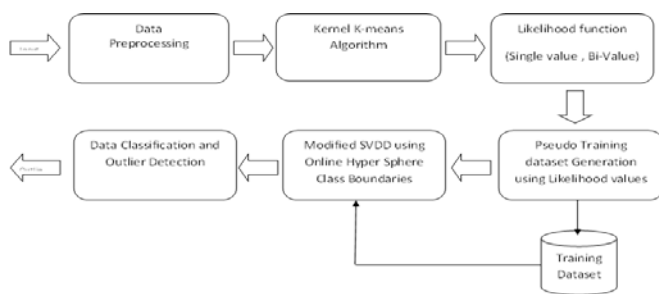 Data
Preprocessing
Kernel K-means
Algorithm
Likelihood function
(Single value , Bi-Value)
Data Classification and
Outlier Detection
Modified SVDD using
Online Hyper Sphere
Class Boundaries
Pseudo Training
dataset Generation
using Likelihood values
Training
Dataset